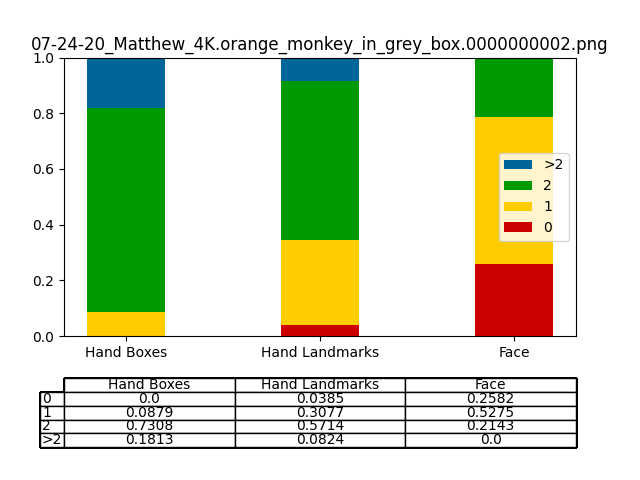 07-24-20_Matthew_4K.orange_monkey_in_grey_box.0000000002.png
1.0
0.8
0.6
0.4
0.2
0.0
>2
2
1
0
Hand Boxes Hand Landmarks Face
Hand Boxes Hand Landmarks Face
0 0.0 0.0385 0.2582
1 0.0879 0.3077 0.5275
2 0.7308 0.5714 0.2143
>2 0.1813 0.0824 0.0